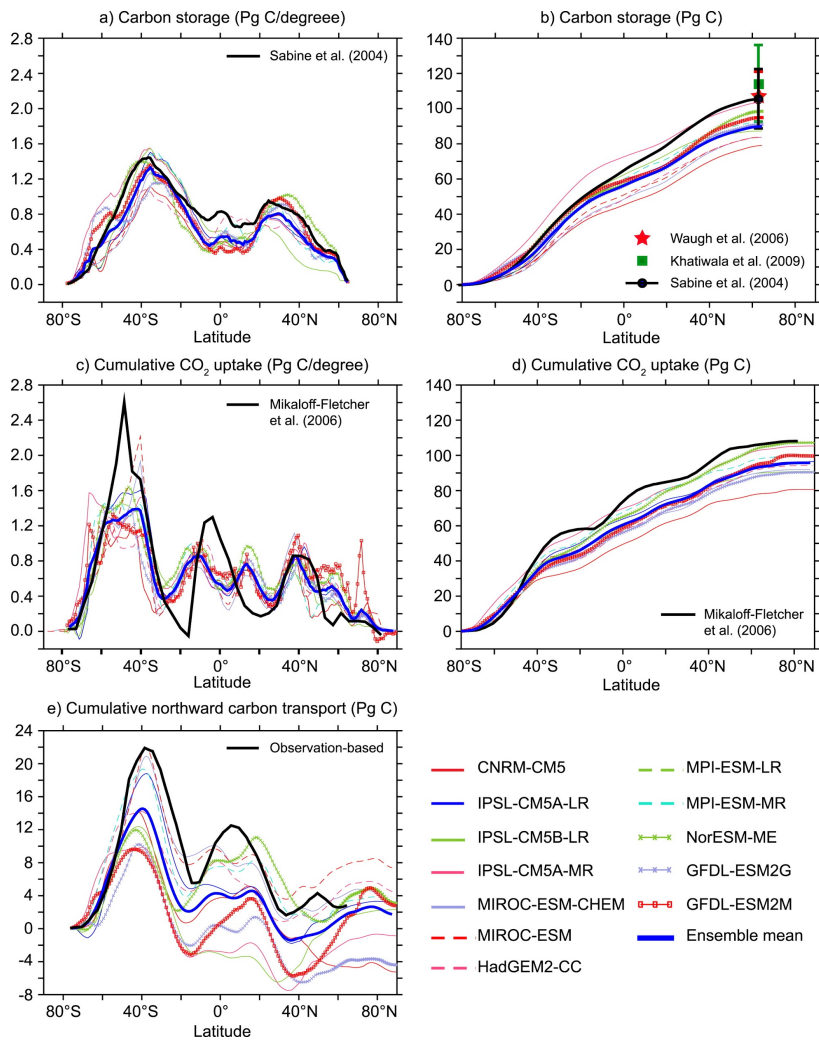 a) Carbon storage (Pg C/degreee)
2.8
2.4
2.0
1.6
1.2
0.8
0.4
0.0
Sabine et al. (2004)
80°S 40°S 0° 40°N 80°N
Latitude
b) Carbon storage (Pg C)
140
120
100
80
60
40
20
0
Waugh et al. (2006)
Khatiwala et al. (2009)
Sabine et al. (2004)
80°S 40°S 0° 40°N 80°N
Latitude
c) Cumulative CO2 uptake (Pg C/degree)
2.8
2.4
2.0
1.6
1.2
0.8
0.4
0.0
Mikaloff-Fletcher
et al. (2006)
80°S 40°S 0° 40°N 80°N
Latitude
d) Cumulative CO2 uptake (Pg C)
140
120
100
80
60
40
20
0
Mikaloff-Fletcher
et al. (2006)
80°S 40°S 0° 40°N 80°N
Latitude
e) Cumulative northward carbon transport (Pg C)
24
20
16
12
8
4
0
-4
-8
Observation-based
80°S 40°S 0° 40°N 80°N
Latitude
CNRM-CM5
IPSL-CM5A-LR
IPSL-CM5B-LR
IPSL-CM5A-MR
MIROC-ESM-CHEM
MIROC-ESM
HadGEM2-CC
MPI-ESM-LR
MPI-ESM-MR
NorESM-ME
GFDL-ESM2G
GFDL-ESM2M
Ensemble mean